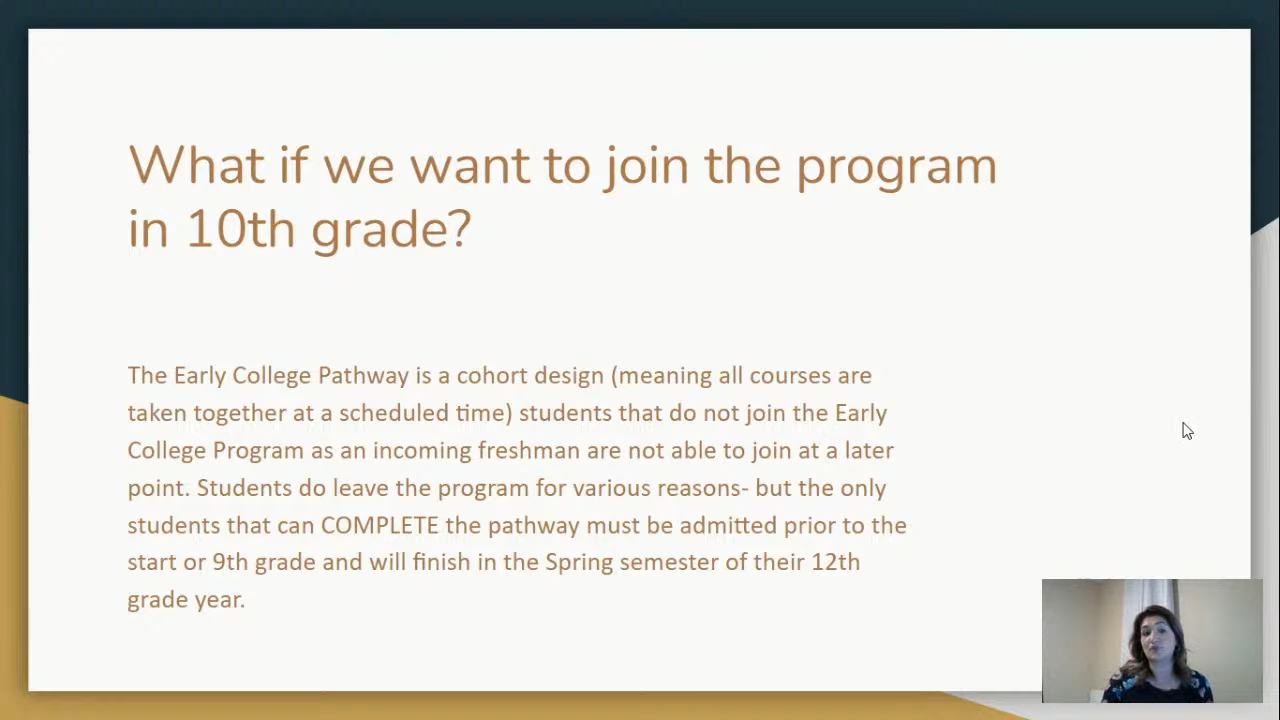 What if we want to join the program
in 10th grade?
The Early College Pathway is a cohort design (meaning all courses are
taken together at a scheduled time) students that do not join the Early
College Program as an incoming freshman are not able to join at a later
point. Students do leave the program for various reasons- but the only
students that can COMPLETE the pathway must be admitted prior to the
start or 9th grade and will finish in the Spring semester of their 12th
grade year.